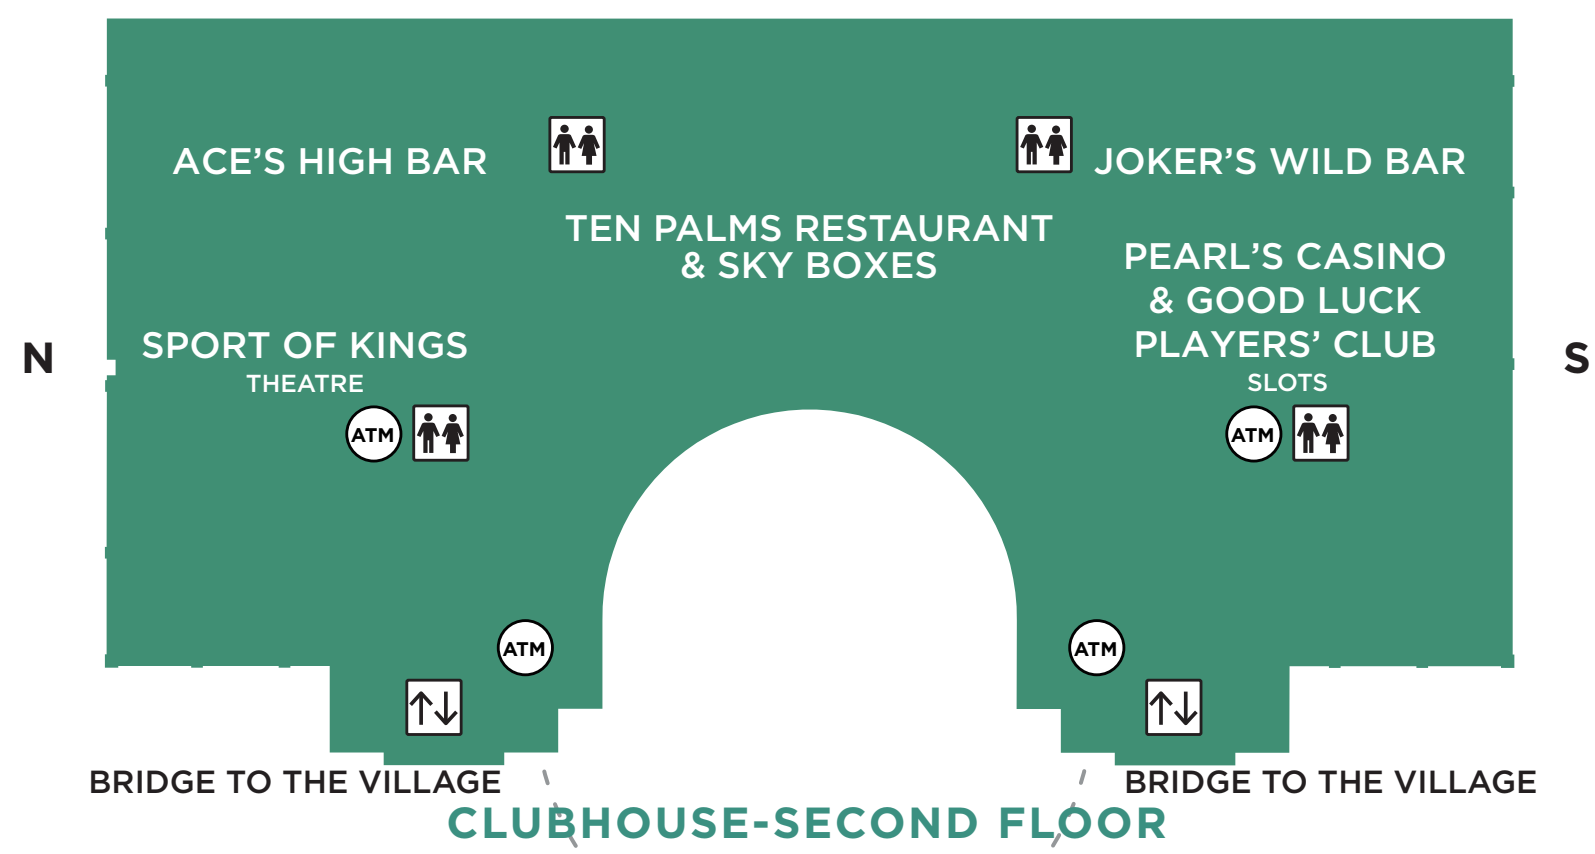 ACE'S HIGH BAR
JOKER'S WILD BAR
TEN PALMS RESTAURANT
& SKY BOXES
PEARL'S CASINO
& GOOD LUCK
PLAYERS' CLUB
SLOTS
N
SPORT OF KINGS
THEATRE
S
ATM
ATM
ATM
ATM
BRIDGE TO THE VILLAGE
BRIDGE TO THE VILLAGE
CLUBHOUSE-SECOND FLOOR